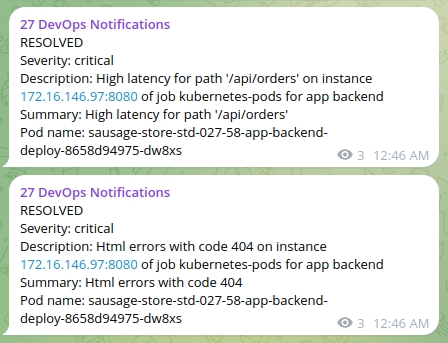 27 DevOps Notifications
RESOLVED
Severity: critical
Description: High latency for path '/api/orders' on instance
172.16.146.97:8080 of job kubernetes-pods for app backend
Summary: High latency for path '/api/orders'
Pod name: sausage-store-std-027-58-app-backend-
deploy-8658d94975-dw8xs
3 12:46 AM
27 DevOps Notifications
RESOLVED
Severity: critical
Description: Html errors with code 404 on instance
172.16.146.97:8080 of job kubernetes-pods for app backend
Summary: Html errors with code 404
Pod name: sausage-store-std-027-58-app-backend-
deploy-8658d94975-dw8xs
3 12:46 AM